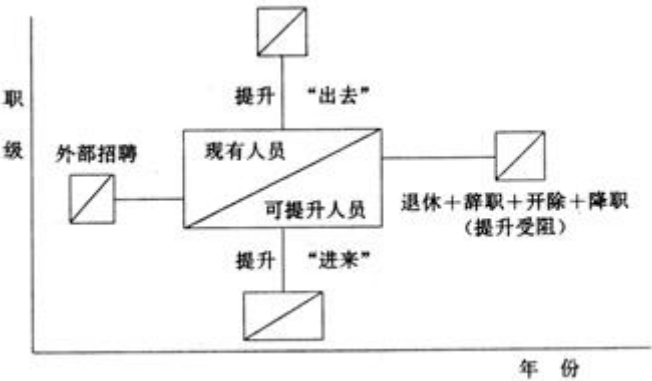 提升 “出去”
职
级
外部招聘
现有人员
可提升人员
退休+辞职+开除+降职
（提升受阻）
提升 “进来”
年 份